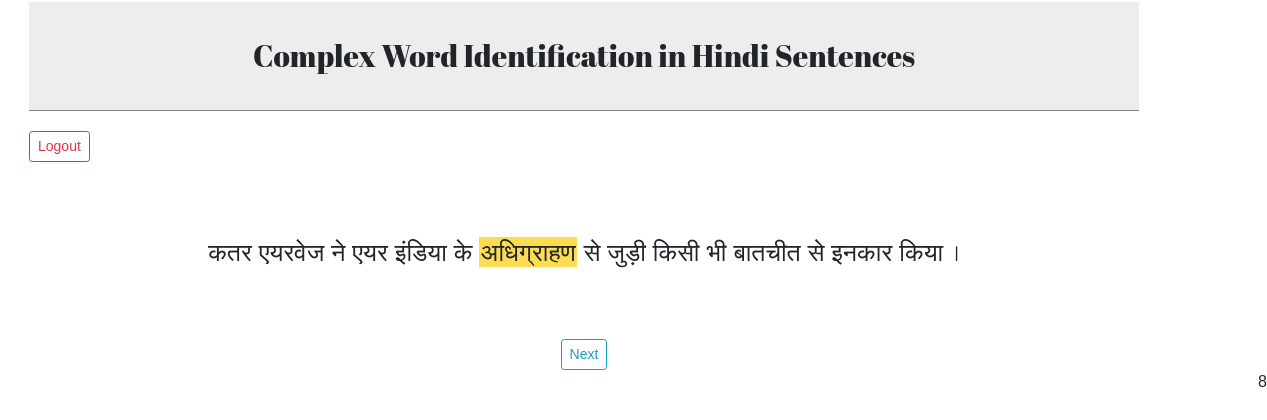 Complex Word Identification in Hindi Sentences
Logout
कतर एयरवेज ने एयर इंडिया के अधिग्राहण से जुड़ी किसी भी बातचीत से इनकार किया ।
Next
8